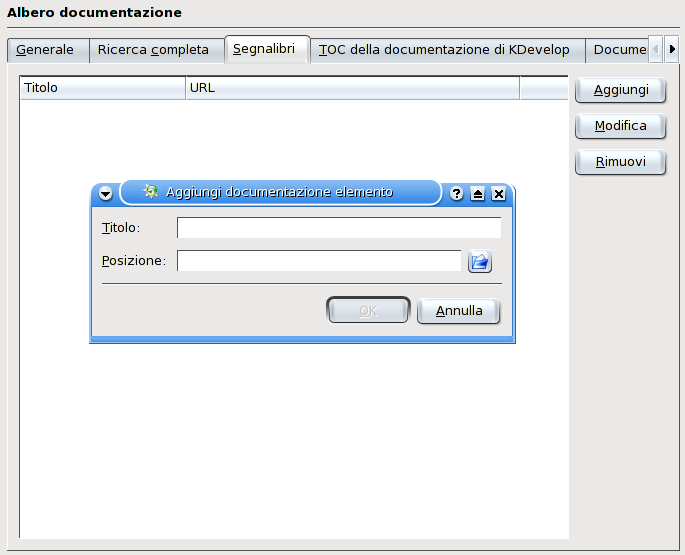 Albero documentazione
Generale Ricerca completa Segnalibri TOC della documentazione di KDevelop Docume
Titolo URL
Aggiungi
Modifica
Rimuovi
Aggiungi documentazione elemento ?
Titolo:
Posizione:
OK Annulla